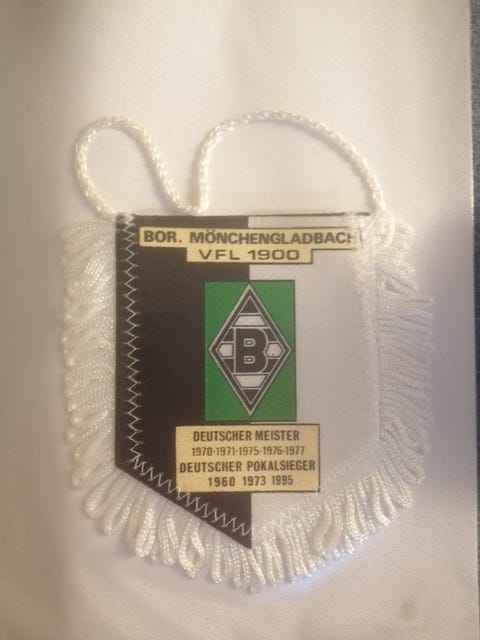 BOR. MÖNCHENGLADBACH
VFL 1900
B
DEUTSCHER MEISTER
1970-1971-1975-1976-1977
DEUTSCHER POKALSIEGER
1960 1973 1995